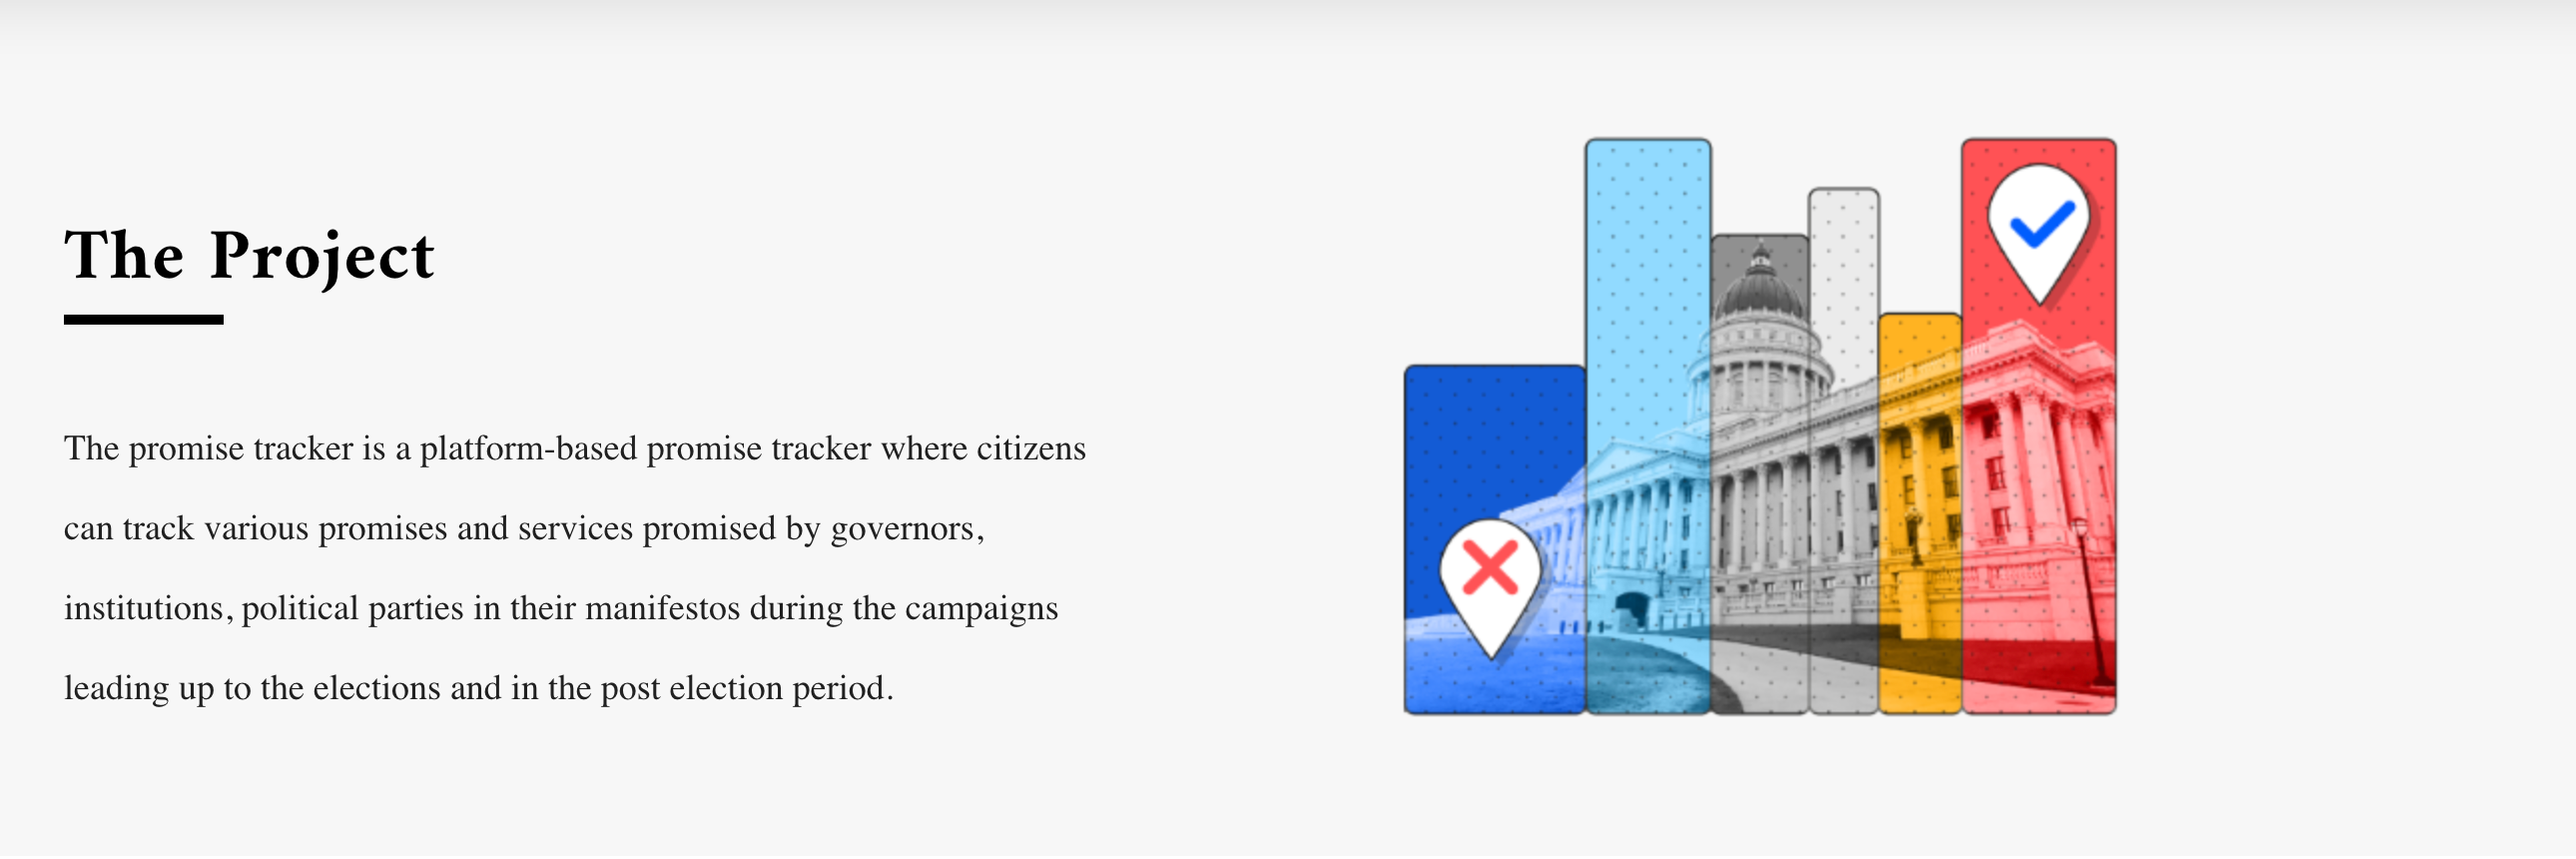 The Project
The promise tracker is a platform-based promise tracker where citizens
can track various promises and services promised by governors,
institutions, political parties in their manifestos during the campaigns
leading up to the elections and in the post election period.